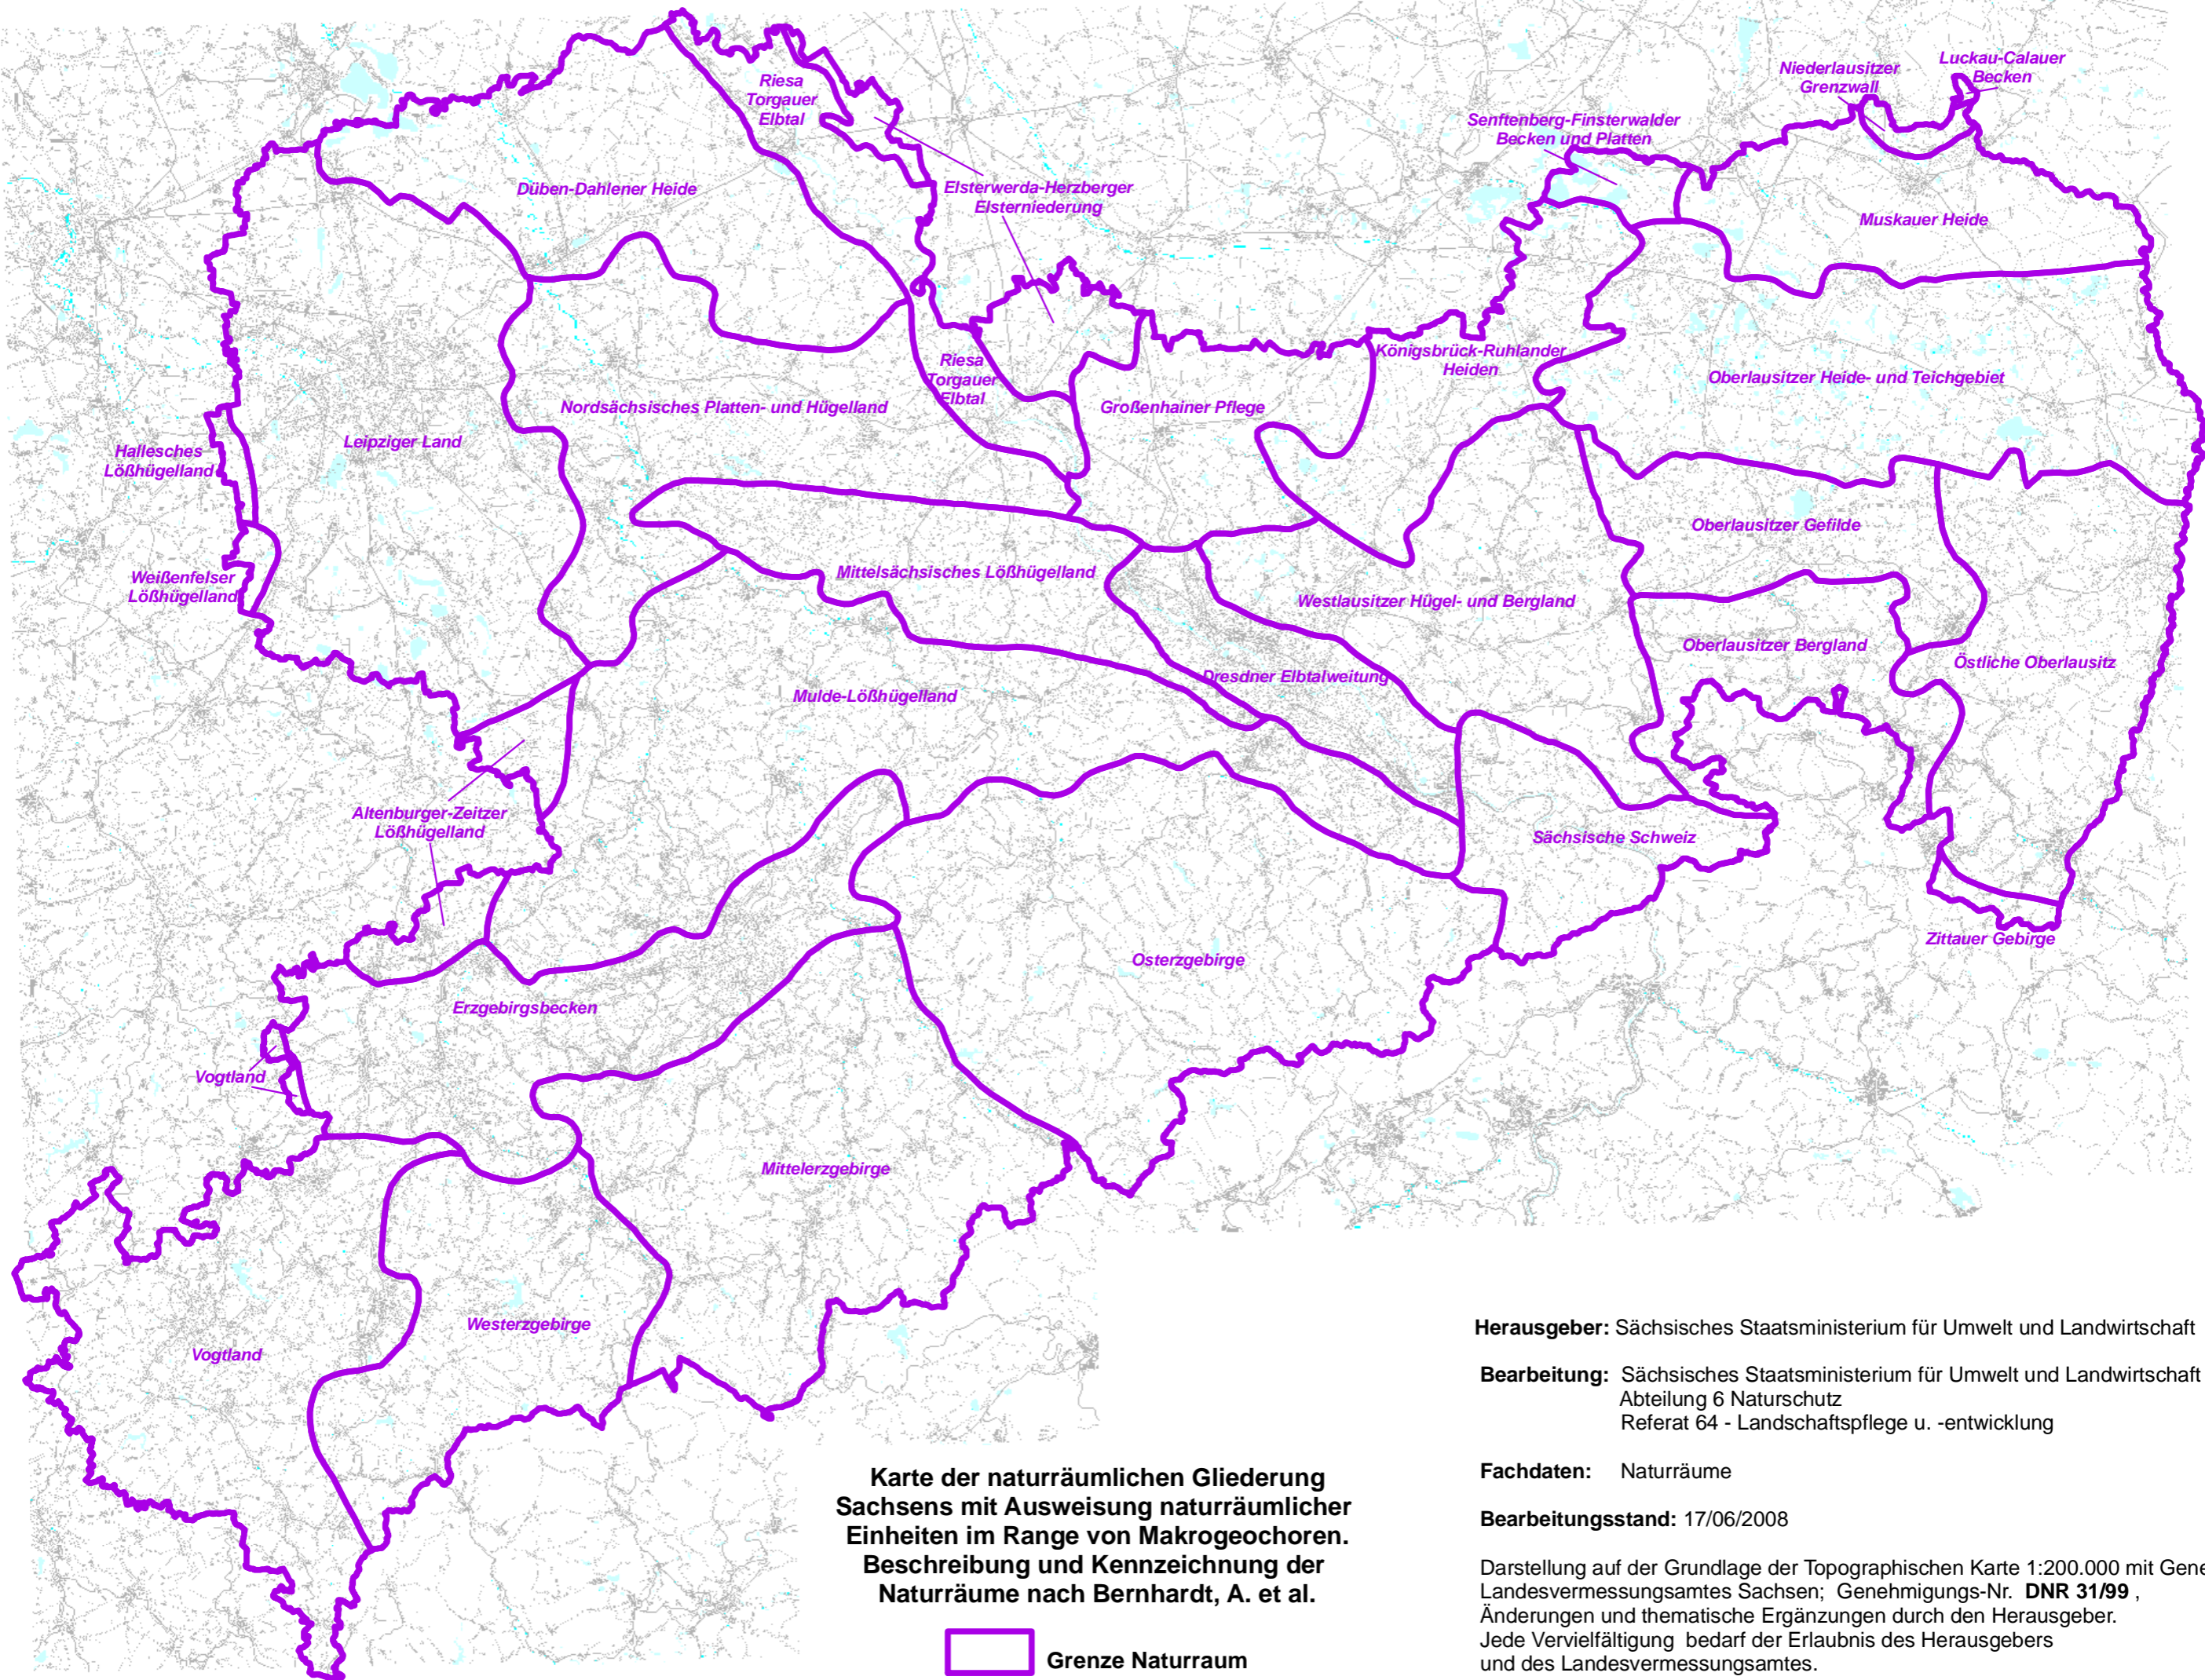 Luckau-Calauer
Becken
Niederlausitzer
Grenzwall
Riesa
Torgauer
Elbtal
Senftenberg-Finsterwalder
Becken und Platten
Düben-Dahlener Heide
Elsterwerda-Herzberger
Elsterniederung
Muskauer Heide
Riesa
Torgauer
Elbtal
Königsbrück-Ruhlander
Heiden
Oberlausitzer Heide- und Teichgebiet
Nordsächsisches Platten- und Hügelland
Großenhainer Pflege
Leipziger Land
Hallesches
Lößhügelland
Oberlausitzer Gefilde
Weißenfelser
Lößhügelland
Mittelsächsisches Lößhügelland
Westlausitzer Hügel- und Bergland
Oberlausitzer Bergland
Östliche Oberlausitz
Dresdner Elbtalweitung
Mulde-Lößhügelland
Altenburger-Zeitzer
Lößhügelland
Sächsische Schweiz
Zittauer Gebirge
Osterzgebirge
Erzgebirgsbecken
Vogtland
Mittelerzgebirge
Westerzgebirge
Vogtland
Karte der naturräumlichen Gliederung
Sachsens mit Ausweisung naturräumlicher
Einheiten im Range von Makrogeochoren.
Beschreibung und Kennzeichnung der
Naturräume nach Bernhardt, A. et al.
Grenze Naturraum
Herausgeber: Sächsisches Staatsministerium für Umwelt und Landwirtschaft
Bearbeitung: Sächsisches Staatsministerium für Umwelt und Landwirtschaft
Abteilung 6 Naturschutz
Referat 64 - Landschaftspflege u. -entwicklung
Fachdaten: Naturräume
Bearbeitungsstand: 17/06/2008
Darstellung auf der Grundlage der Topographischen Karte 1:200.000 mit Gene
Landesvermessungsamtes Sachsen; Genehmigungs-Nr. DNR 31/99 ,
Änderungen und thematische Ergänzungen durch den Herausgeber.
Jede Vervielfältigung bedarf der Erlaubnis des Herausgebers
und des Landesvermessungsamtes.